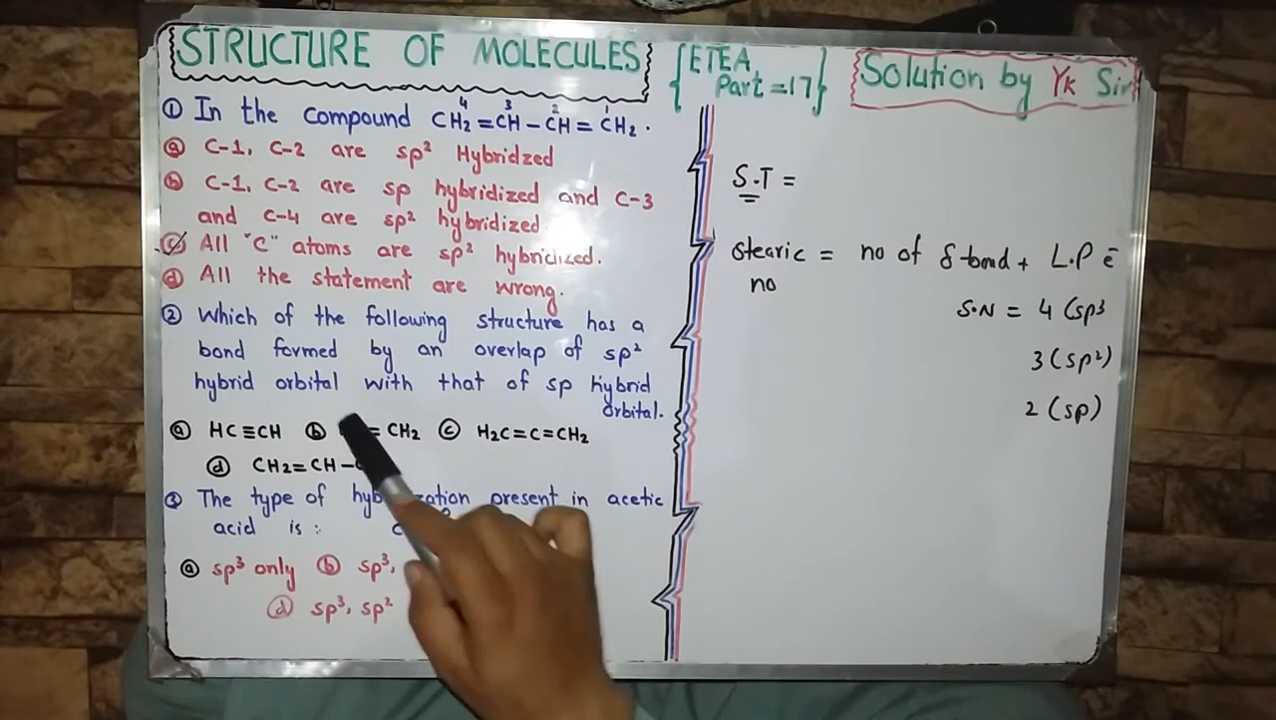 STRUCTURE OF MOLECULES
{ETEA Part=17}
Solution by Yk Sir
① In the compound CH₂=CH-CH=CH₂.
4 3 2 1
ⓐ C-1, C-2 are sp² Hybridzed
ⓑ C-1, C-2 are sp hybridized and C-3
and C-4 are sp² hybridized
ⓒ All "C" atoms are sp² hybridized.
ⓓ All the statement are wrong.
② Which of the following structure has a
bond formed by an overlap of sp²
hybrid orbital with that of sp hybrid
orbital.
ⓐ HC≡CH ⓑ = CH₂ ⓒ H₂C=C=CH₂
ⓓ CH₂=CH-
③ The type of present in acetic
acid is:
ⓐ sp³ only ⓑ sp³,
ⓓ sp³, sp²
S.T =
Stearic = no of δ-bond + L.P ē
no
S.N = 4 (sp³
3 (sp²)
2 (sp)